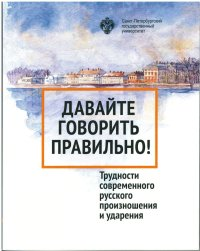 Санкт-Петербургский
государственный
университет
ДАВАЙТЕ
ГОВОРИТЬ
ПРАВИЛЬНО!
Трудности
современного
русского
произношения
и ударения